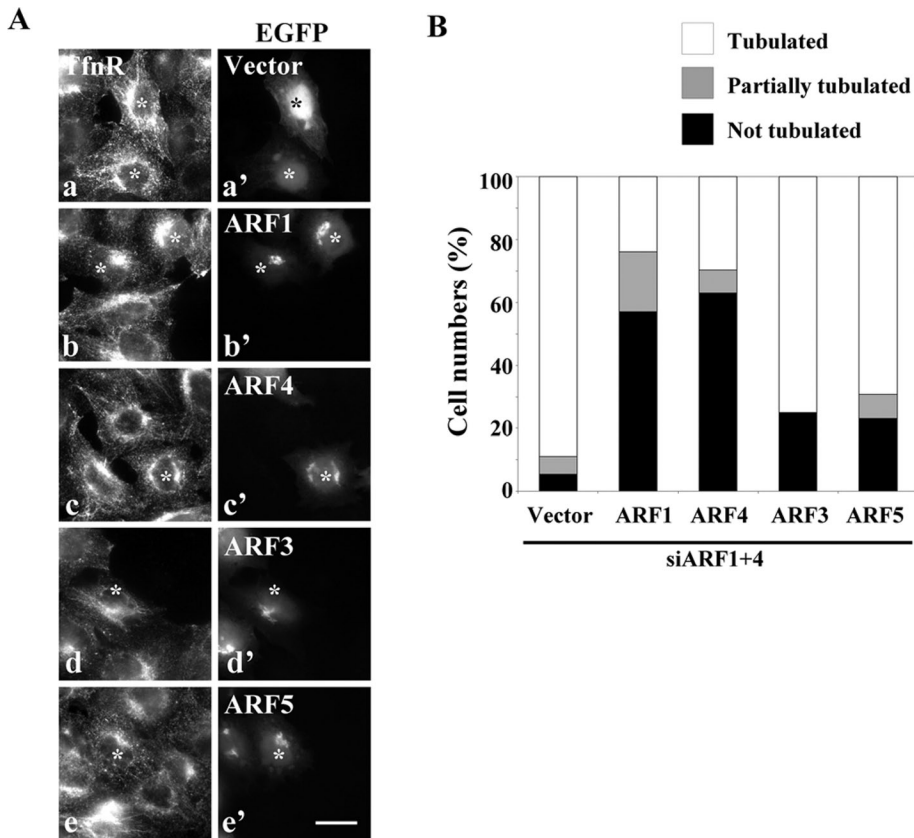 A
EGFP
TfnR
Vector
*
*
*
*
a
a'
ARF1
*
*
*
*
b
b'
ARF4
*
*
c
c'
ARF3
*
*
d
d'
ARF5
*
*
e
e'
B
Tubulated
Partially tubulated
Not tubulated
Cell numbers (%)
100
80
60
40
20
0
Vector ARF1 ARF4 ARF3 ARF5
siARF1+4